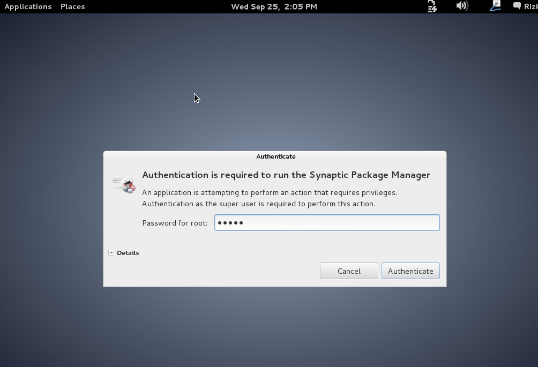 Applications Places Wed Sep 25, 2:05 PM
Authenticate
Authentication is required to run the Synaptic Package Manager
An application is attempting to perform an action that requires privileges.
Authentication as the super user is required to perform this action.
Password for root: •••••
Details
Cancel Authenticate